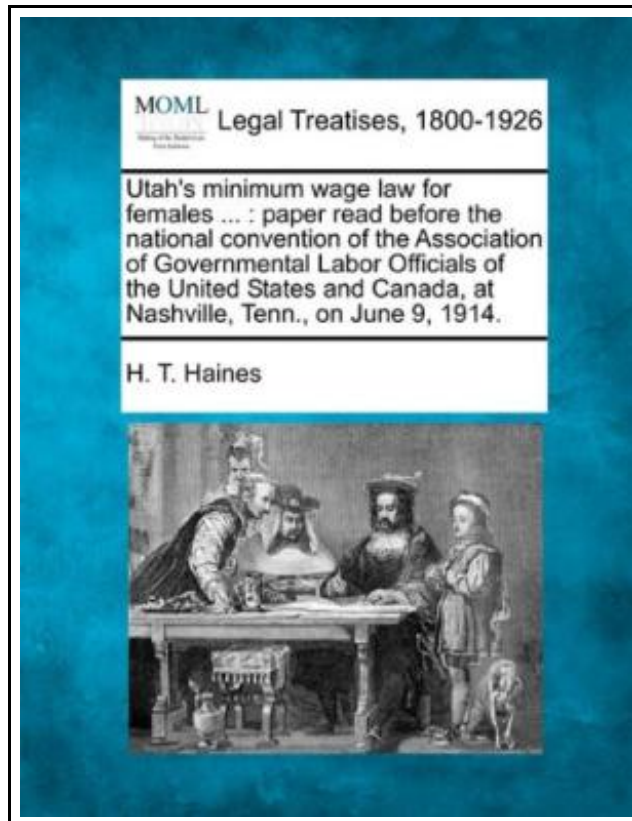 MOML
Legal Treatises, 1800-1926
Utah's minimum wage law for
females ... : paper read before the
national convention of the Association
of Governmental Labor Officials of
the United States and Canada, at
Nashville, Tenn., on June 9, 1914.
H. T. Haines